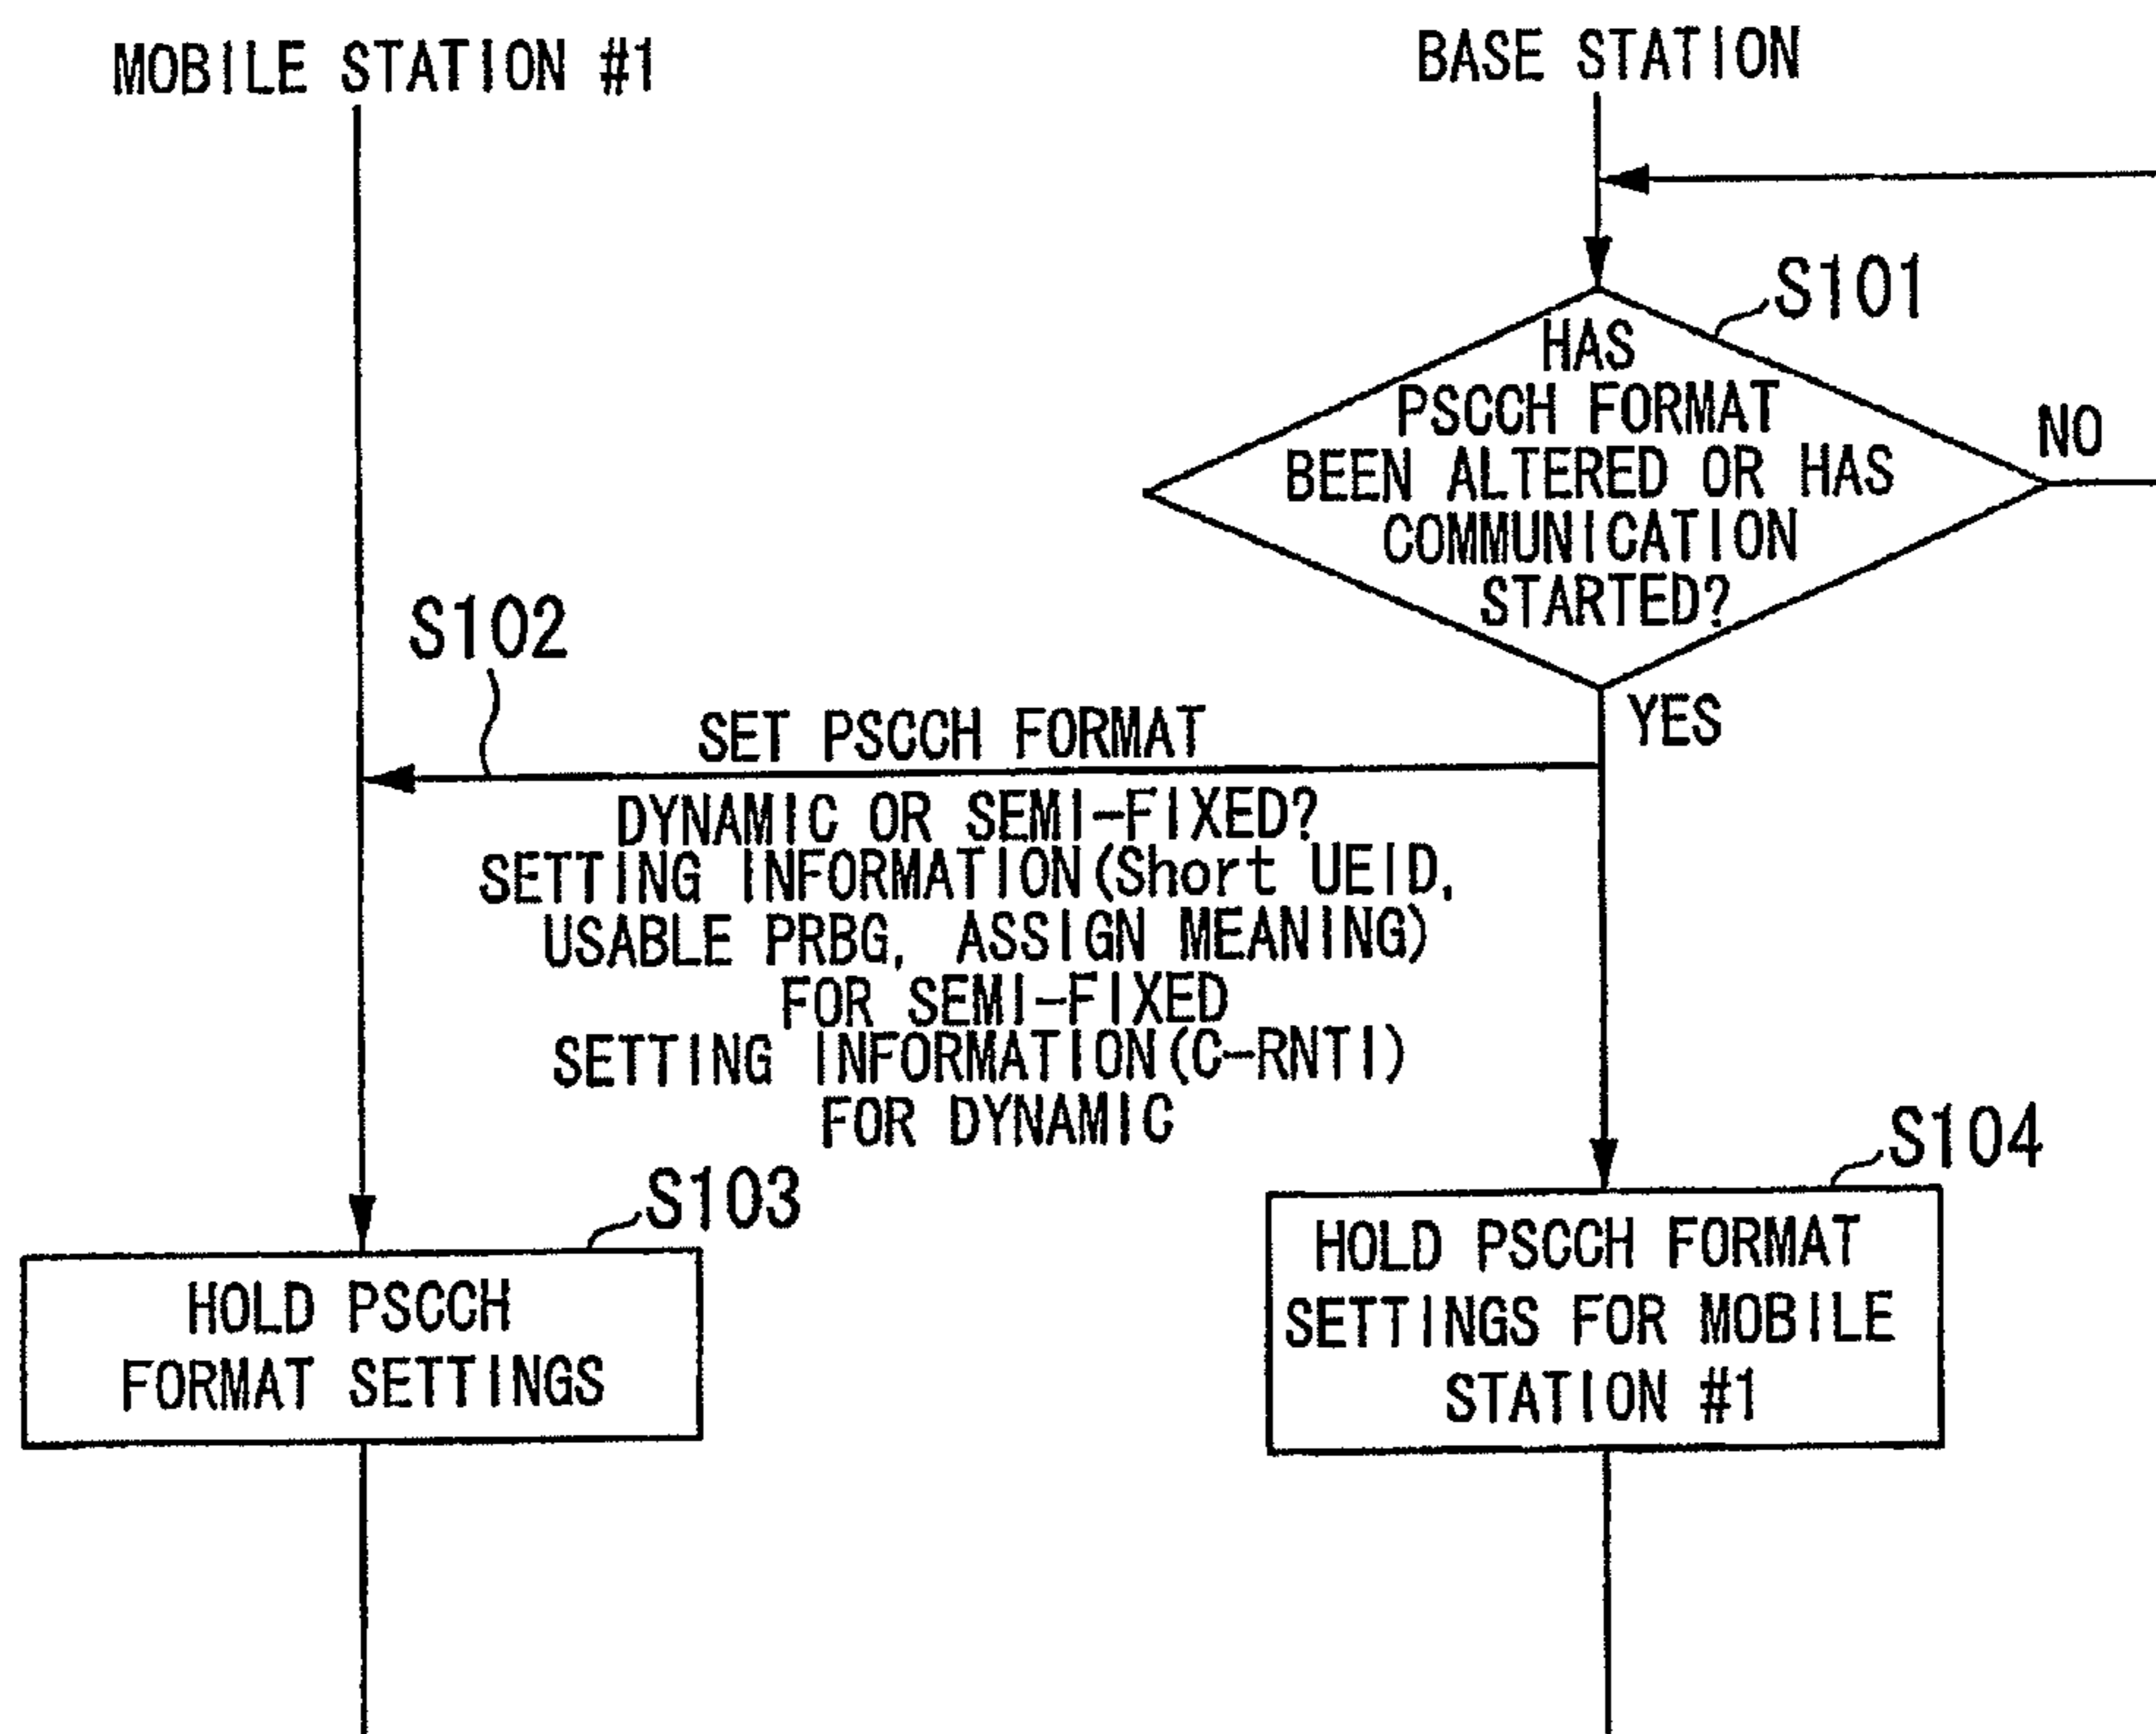 MOBILE STATION #1
BASE STATION
S101
HAS
PSCCH FORMAT
BEEN ALTERED OR HAS
COMMUNICATION
STARTED?
NO
YES
S102
SET PSCCH FORMAT
DYNAMIC OR SEMI-FIXED?
SETTING INFORMATION(Short UEID,
USABLE PRBG, ASSIGN MEANING)
FOR SEMI-FIXED
SETTING INFORMATION(C-RNTI)
FOR DYNAMIC
S103
HOLD PSCCH
FORMAT SETTINGS
S104
HOLD PSCCH FORMAT
SETTINGS FOR MOBILE
STATION #1